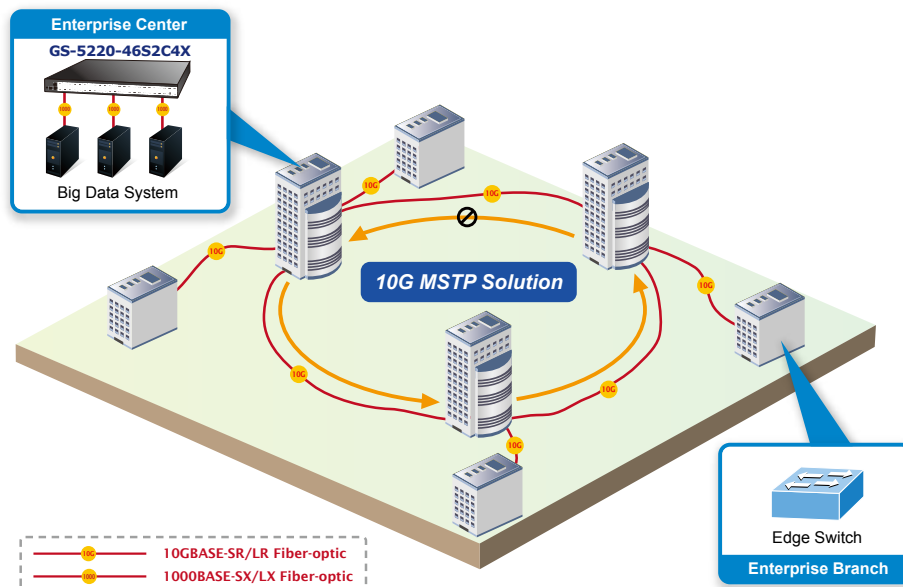 Enterprise Center
GS-5220-46S2C4X
1000 1000 1000
Big Data System
10G
10G
10G
10G
10G MSTP Solution
10G
10G
10G
Edge Switch
Enterprise Branch
10G 10GBASE-SR/LR Fiber-optic
1000 1000BASE-SX/LX Fiber-optic